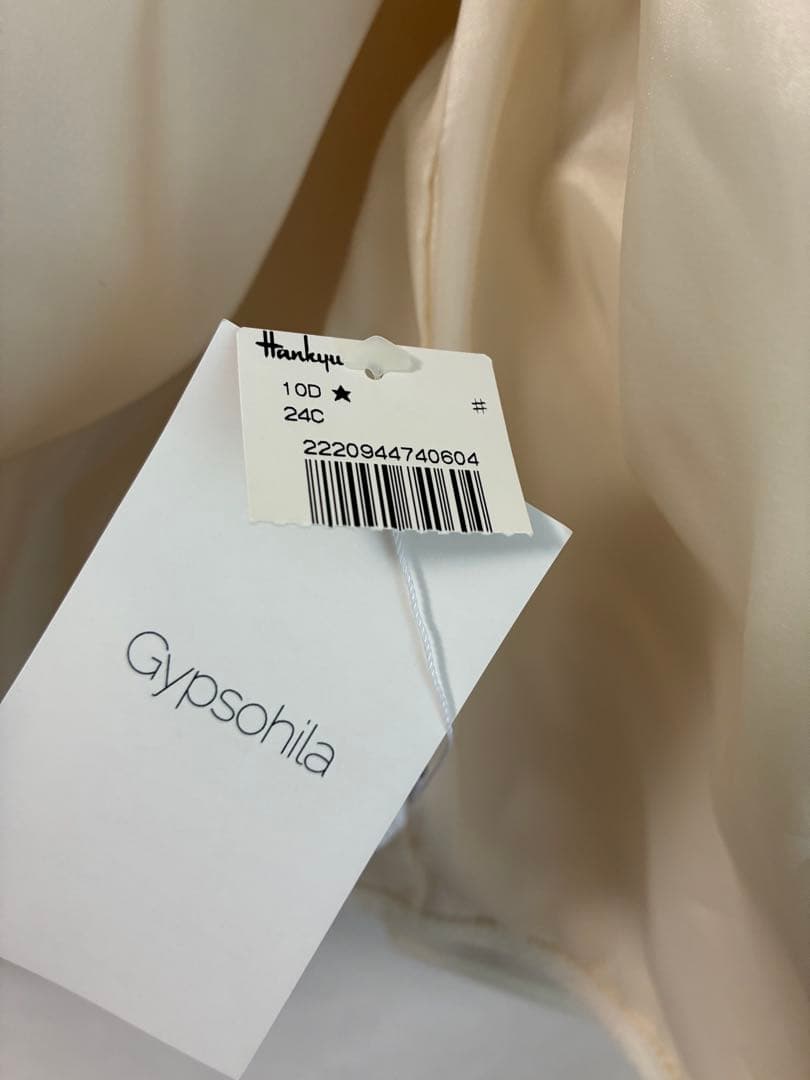 Hankyu
10D ★
24C
#
2220944740604
Gypsohila